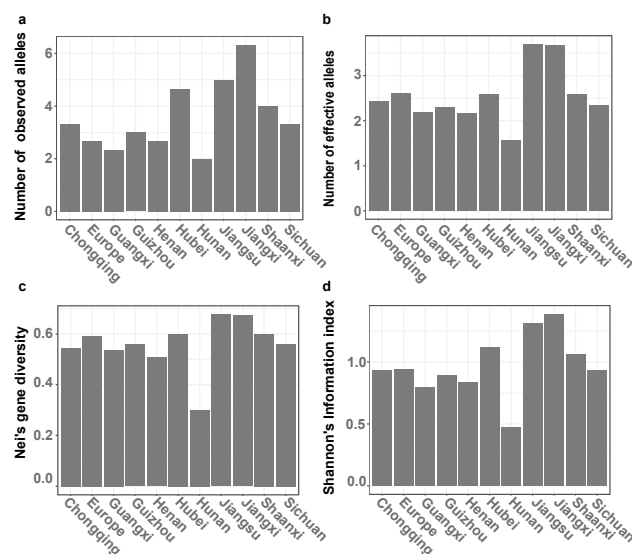 a
Number of observed alleles
6
4
2
0
Chongqing
Europe
Guangxi
Guizhou
Henan
Hubei
Hunan
Jiangsu
Jiangxi
Shaanxi
Sichuan
b
Number of effective alleles
3
2
1
0
Chongqing
Europe
Guangxi
Guizhou
Henan
Hubei
Hunan
Jiangsu
Jiangxi
Shaanxi
Sichuan
c
Nei's gene diversity
0.6
0.4
0.2
0.0
Chongqing
Europe
Guangxi
Guizhou
Henan
Hubei
Hunan
Jiangsu
Jiangxi
Shaanxi
Sichuan
d
Shannon's Information index
1.0
0.5
0.0
Chongqing
Europe
Guangxi
Guizhou
Henan
Hubei
Hunan
Jiangsu
Jiangxi
Shaanxi
Sichuan